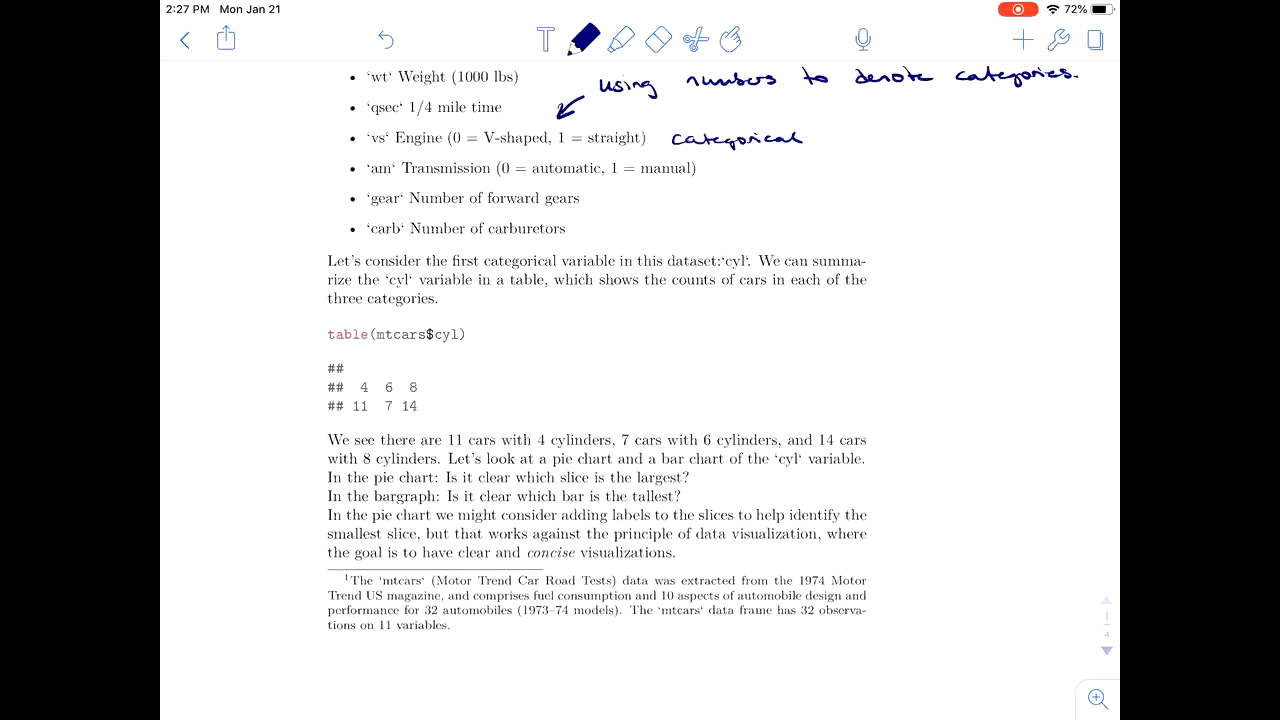 2:27 PM Mon Jan 21
72%
T
• ‘wt‘ Weight (1000 lbs)
using numbers to denote categories.
• ‘qsec‘ 1/4 mile time
• ‘vs‘ Engine (0 = V-shaped, 1 = straight)
categorical
• ‘am‘ Transmission (0 = automatic, 1 = manual)
• ‘gear‘ Number of forward gears
• ‘carb‘ Number of carburetors
Let’s consider the first categorical variable in this dataset:‘cyl‘. We can summa-
rize the ‘cyl‘ variable in a table, which shows the counts of cars in each of the
three categories.
table(mtcars$cyl)
##
## 4 6 8
## 11 7 14
We see there are 11 cars with 4 cylinders, 7 cars with 6 cylinders, and 14 cars
with 8 cylinders. Let’s look at a pie chart and a bar chart of the ‘cyl‘ variable.
In the pie chart: Is it clear which slice is the largest?
In the bargraph: Is it clear which bar is the tallest?
In the pie chart we might consider adding labels to the slices to help identify the
smallest slice, but that works against the principle of data visualization, where
the goal is to have clear and concise visualizations.
1The ‘mtcars‘ (Motor Trend Car Road Tests) data was extracted from the 1974 Motor
Trend US magazine, and comprises fuel consumption and 10 aspects of automobile design and
performance for 32 automobiles (1973–74 models). The ‘mtcars‘ data frame has 32 observa-
tions on 11 variables.
1
4